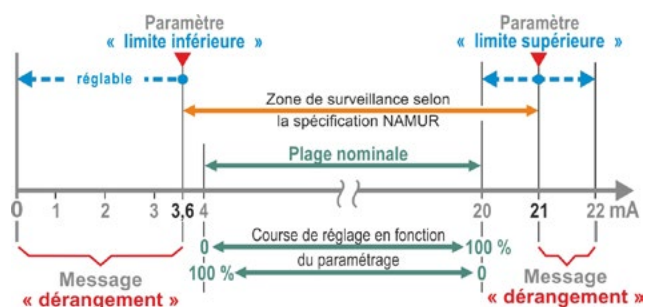 Paramètre
« limite inférieure »
Paramètre
« limite supérieure »
réglable
Zone de surveillance selon
la spécification NAMUR
Plage nominale
0 1 2 3 3,6 4 20 21 22 mA
0 Course de réglage en fonction 100 %
100 % du paramétrage 0
Message
« dérangement »
Message
« dérangement »